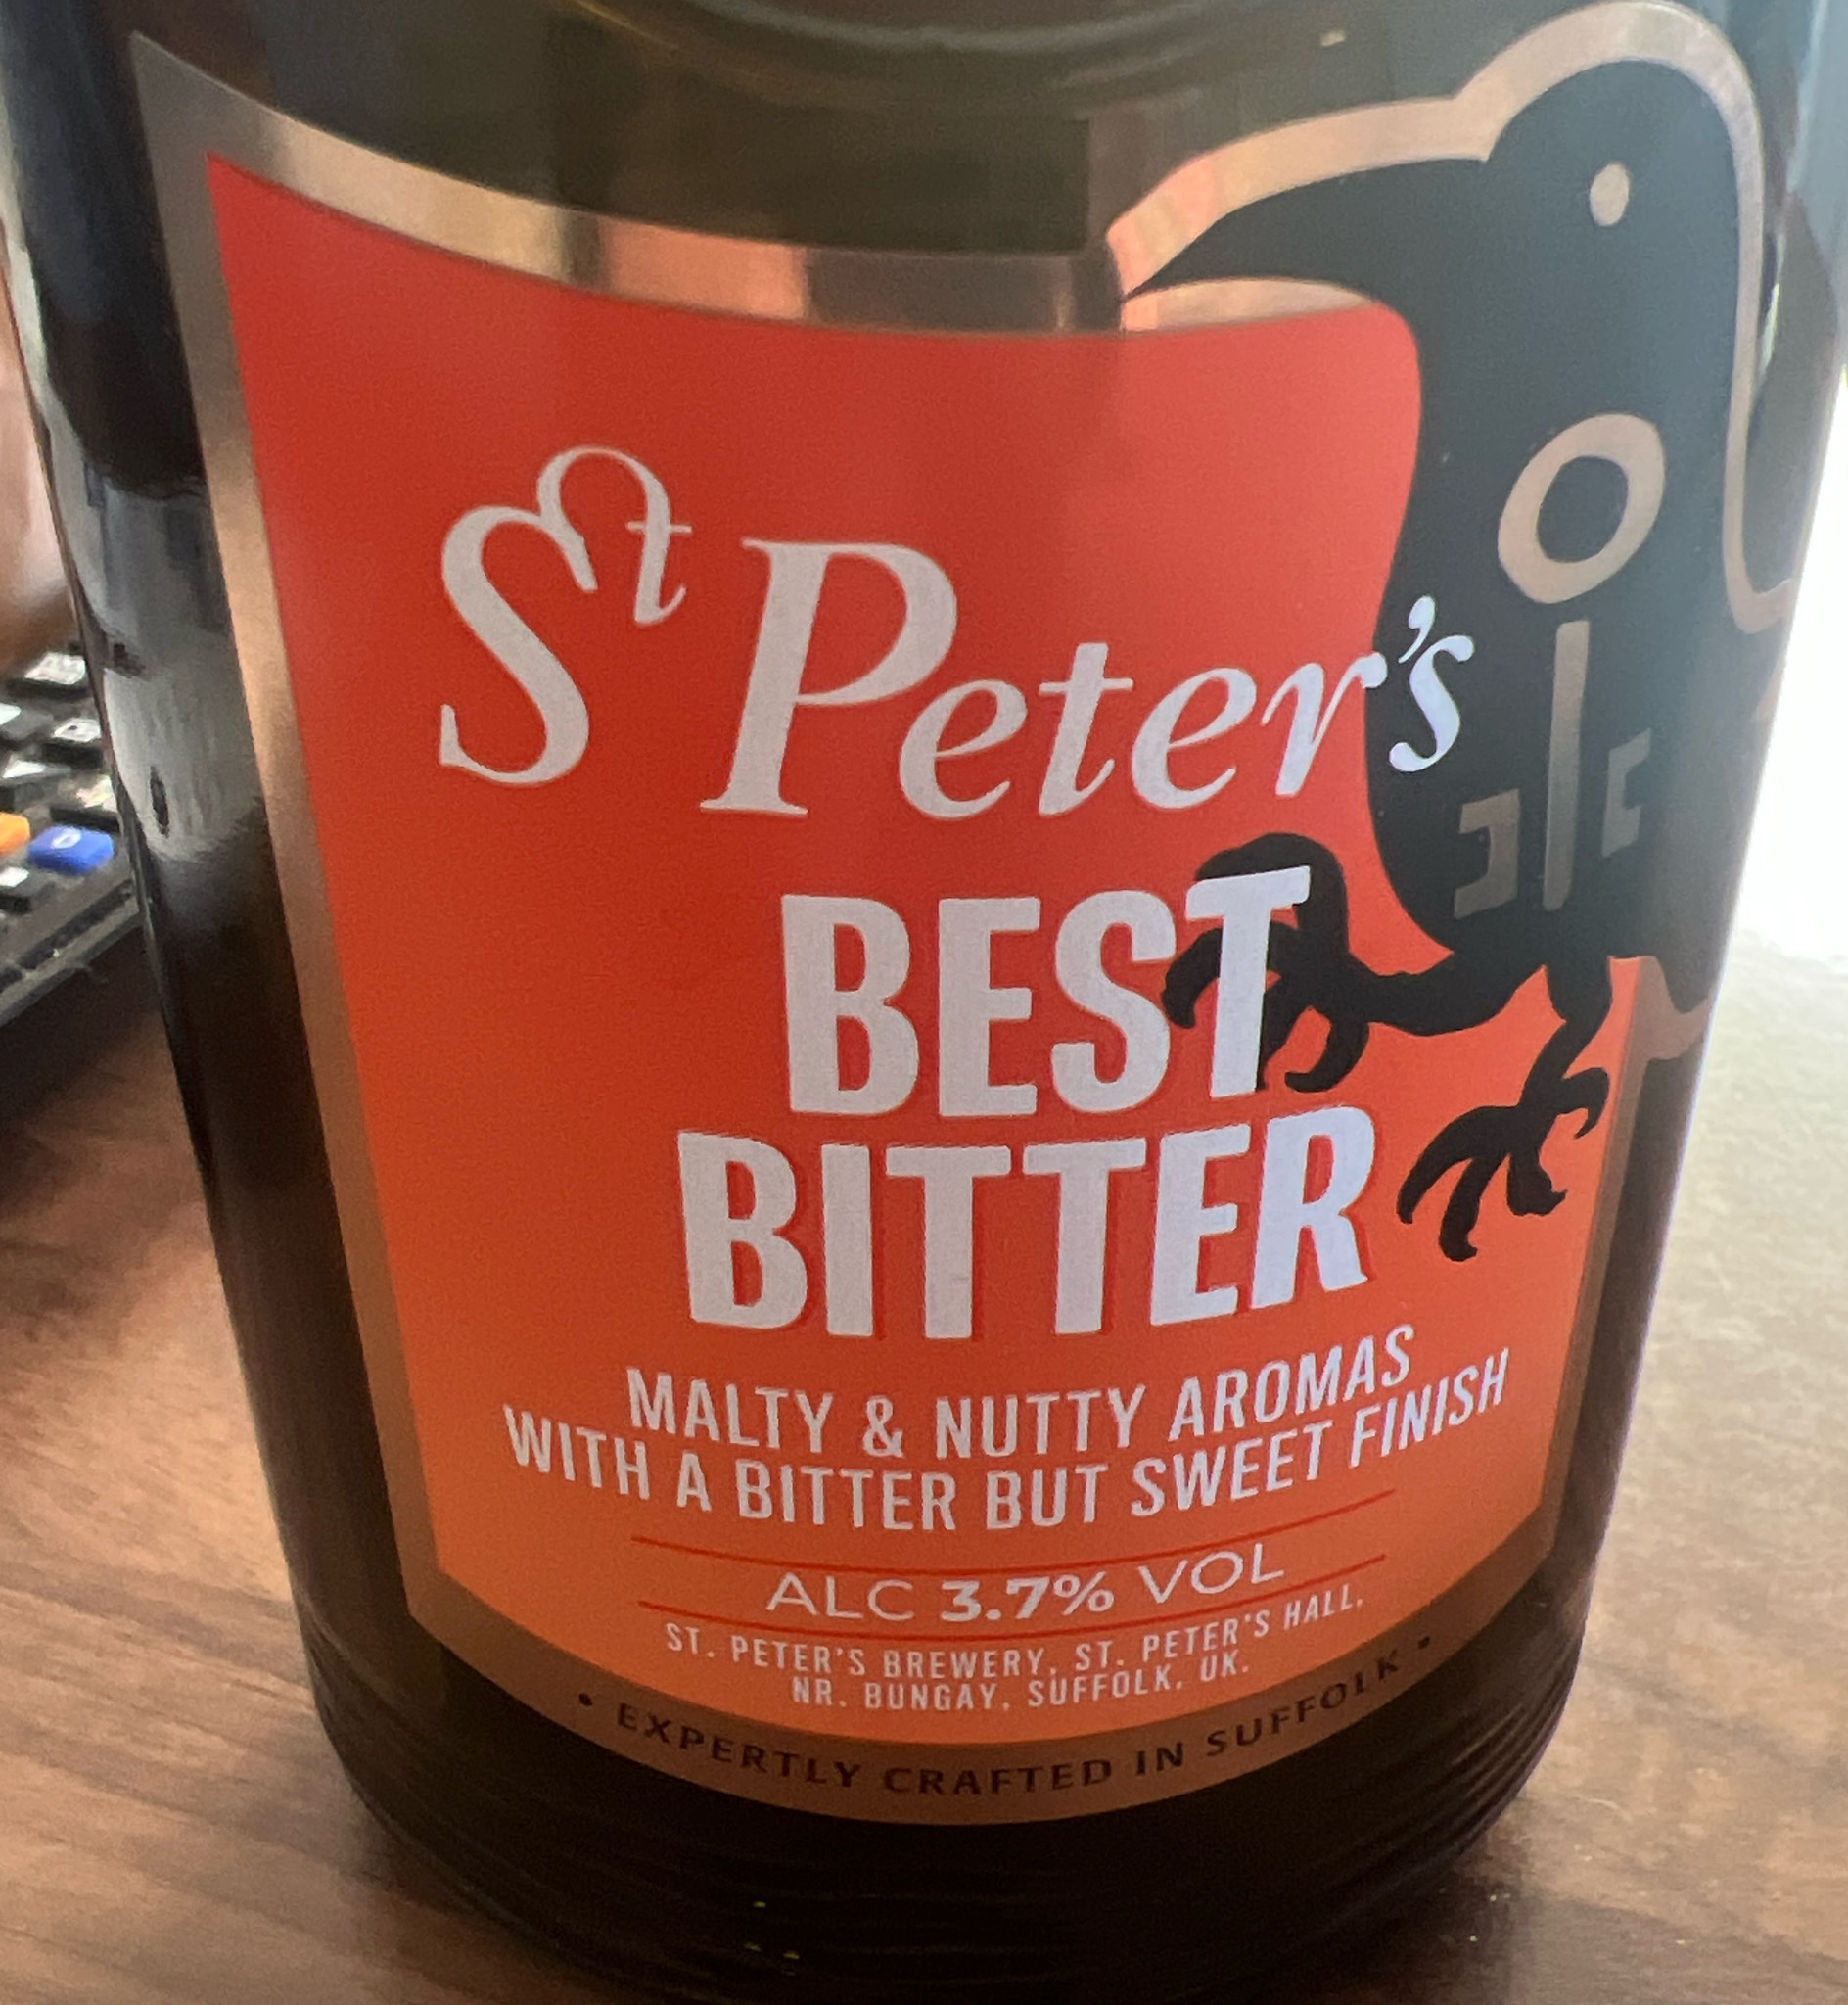 St Peter's
BEST
BITTER
MALTY & NUTTY AROMAS
WITH A BITTER BUT SWEET FINISH
ALC 3.7% VOL
ST. PETER'S BREWERY, ST. PETER'S HALL,
NR. BUNGAY, SUFFOLK, UK.
• EXPERTLY CRAFTED IN SUFFOLK •